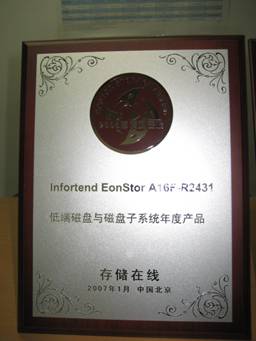 Infortend EonStor A16F-R2431
低端磁盘与磁盘子系统年度产品
存储在线
2007年1月 中国北京